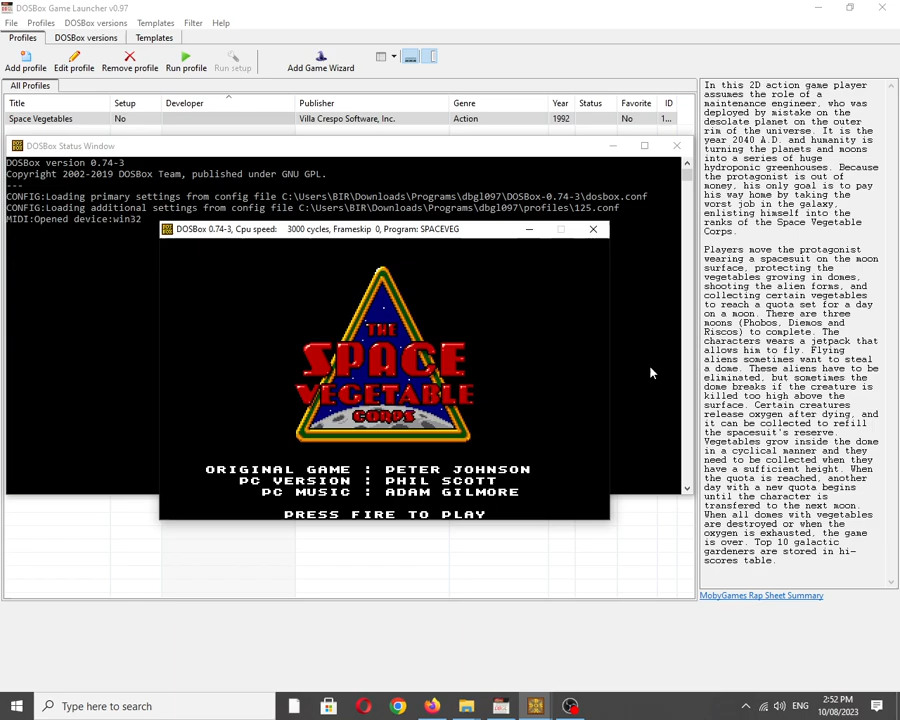 DOSBox Game Launcher v0.97
File Profiles DOSBox versions Templates Filter Help
Profiles DOSBox versions Templates
Add profile Edit profile Remove profile Run profile Run setup Add Game Wizard
All Profiles
Title Setup Developer Publisher Genre Year Status Favorite ID
Space Vegetables No Villa Crespo Software, Inc. Action 1992 No 1...
DOSBox Status Window
DOSBox version 0.74-3
Copyright 2002-2019 DOSBox Team, published under GNU GPL.
---
CONFIG:Loading primary settings from config file C:\Users\BIR\Downloads\Programs\dbgl097\DOSBox-0.74-3\dosbox.conf
CONFIG:Loading additional settings from config file C:\Users\BIR\Downloads\Programs\dbgl097\profiles\125.conf
MIDI:Opened device:win32
DOSBox 0.74-3, Cpu speed: 3000 cycles, Frameskip 0, Program: SPACEVEG
THE
SPACE
VEGETABLE
CORPS
ORIGINAL GAME : PETER JOHNSON
PC VERSION : PHIL SCOTT
PC MUSIC : ADAM GILMORE
PRESS FIRE TO PLAY
In this 2D action game player
assumes the role of a
maintenance engineer, who was
deployed by mistake on the
desolate planet on the outer
rim of the universe. It is the
year 2040 A.D. and humanity is
turning the planets and moons
into a series of huge
hydroponic greenhouses. Because
the protagonist is out of
money, his only goal is to pay
his way home by taking the
worst job in the galaxy,
enlisting himself into the
ranks of the Space Vegetable
Corps.
Players move the protagonist
wearing a spacesuit on the moon
surface, protecting the
vegetables growing in domes,
shooting the alien forms, and
collecting certain vegetables
to reach a quota set for a day
on a moon. There are three
moons (Phobos, Diemos and
Riscos) to complete. The
characters wears a jetpack that
allows him to fly. Flying
aliens sometimes want to steal
a dome. These aliens have to be
eliminated, but sometimes the
dome breaks if the creature is
killed too high above the
surface. Certain creatures
release oxygen after dying, and
it can be collected to refill
the spacesuit's reserve.
Vegetables grow inside the dome
in a cyclical manner and they
need to be collected when they
have a sufficient height. When
the quota is reached, another
day with a new quota begins
until the character is
transfered to the next moon.
When all domes with vegetables
are destroyed or when the
oxygen is exhausted, the game
is over. Top 10 galactic
gardeners are stored in hi-
scores table.
MobyGames Rap Sheet Summary
Type here to search
ENG
2:52 PM
10/08/2023